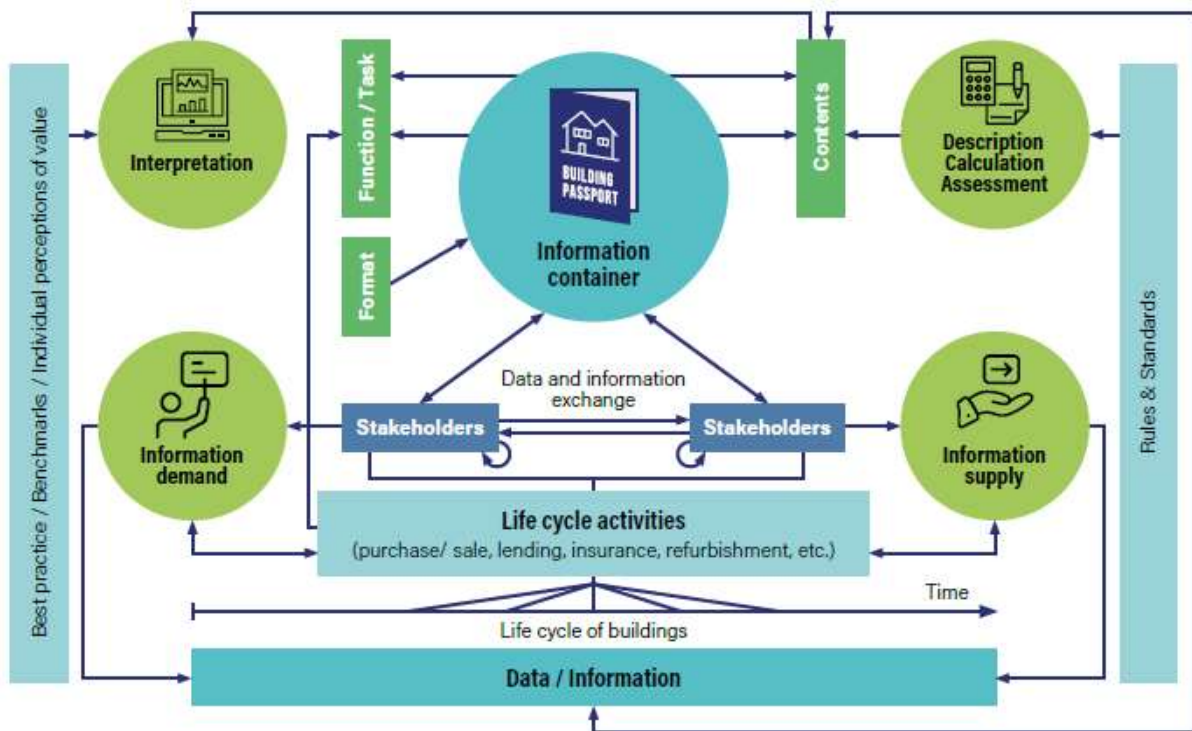 Best practice / Benchmarks / Individual perceptions of value
Interpretation
Function / Task
Format
BUILDING
PASSPORT
Information
container
Contents
Description
Calculation
Assessment
Rules & Standards
Information
demand
Stakeholders
Data and information
exchange
Stakeholders
Information
supply
Life cycle activities
(purchase/ sale, lending, insurance, refurbishment, etc.)
Time
Life cycle of buildings
Data / Information